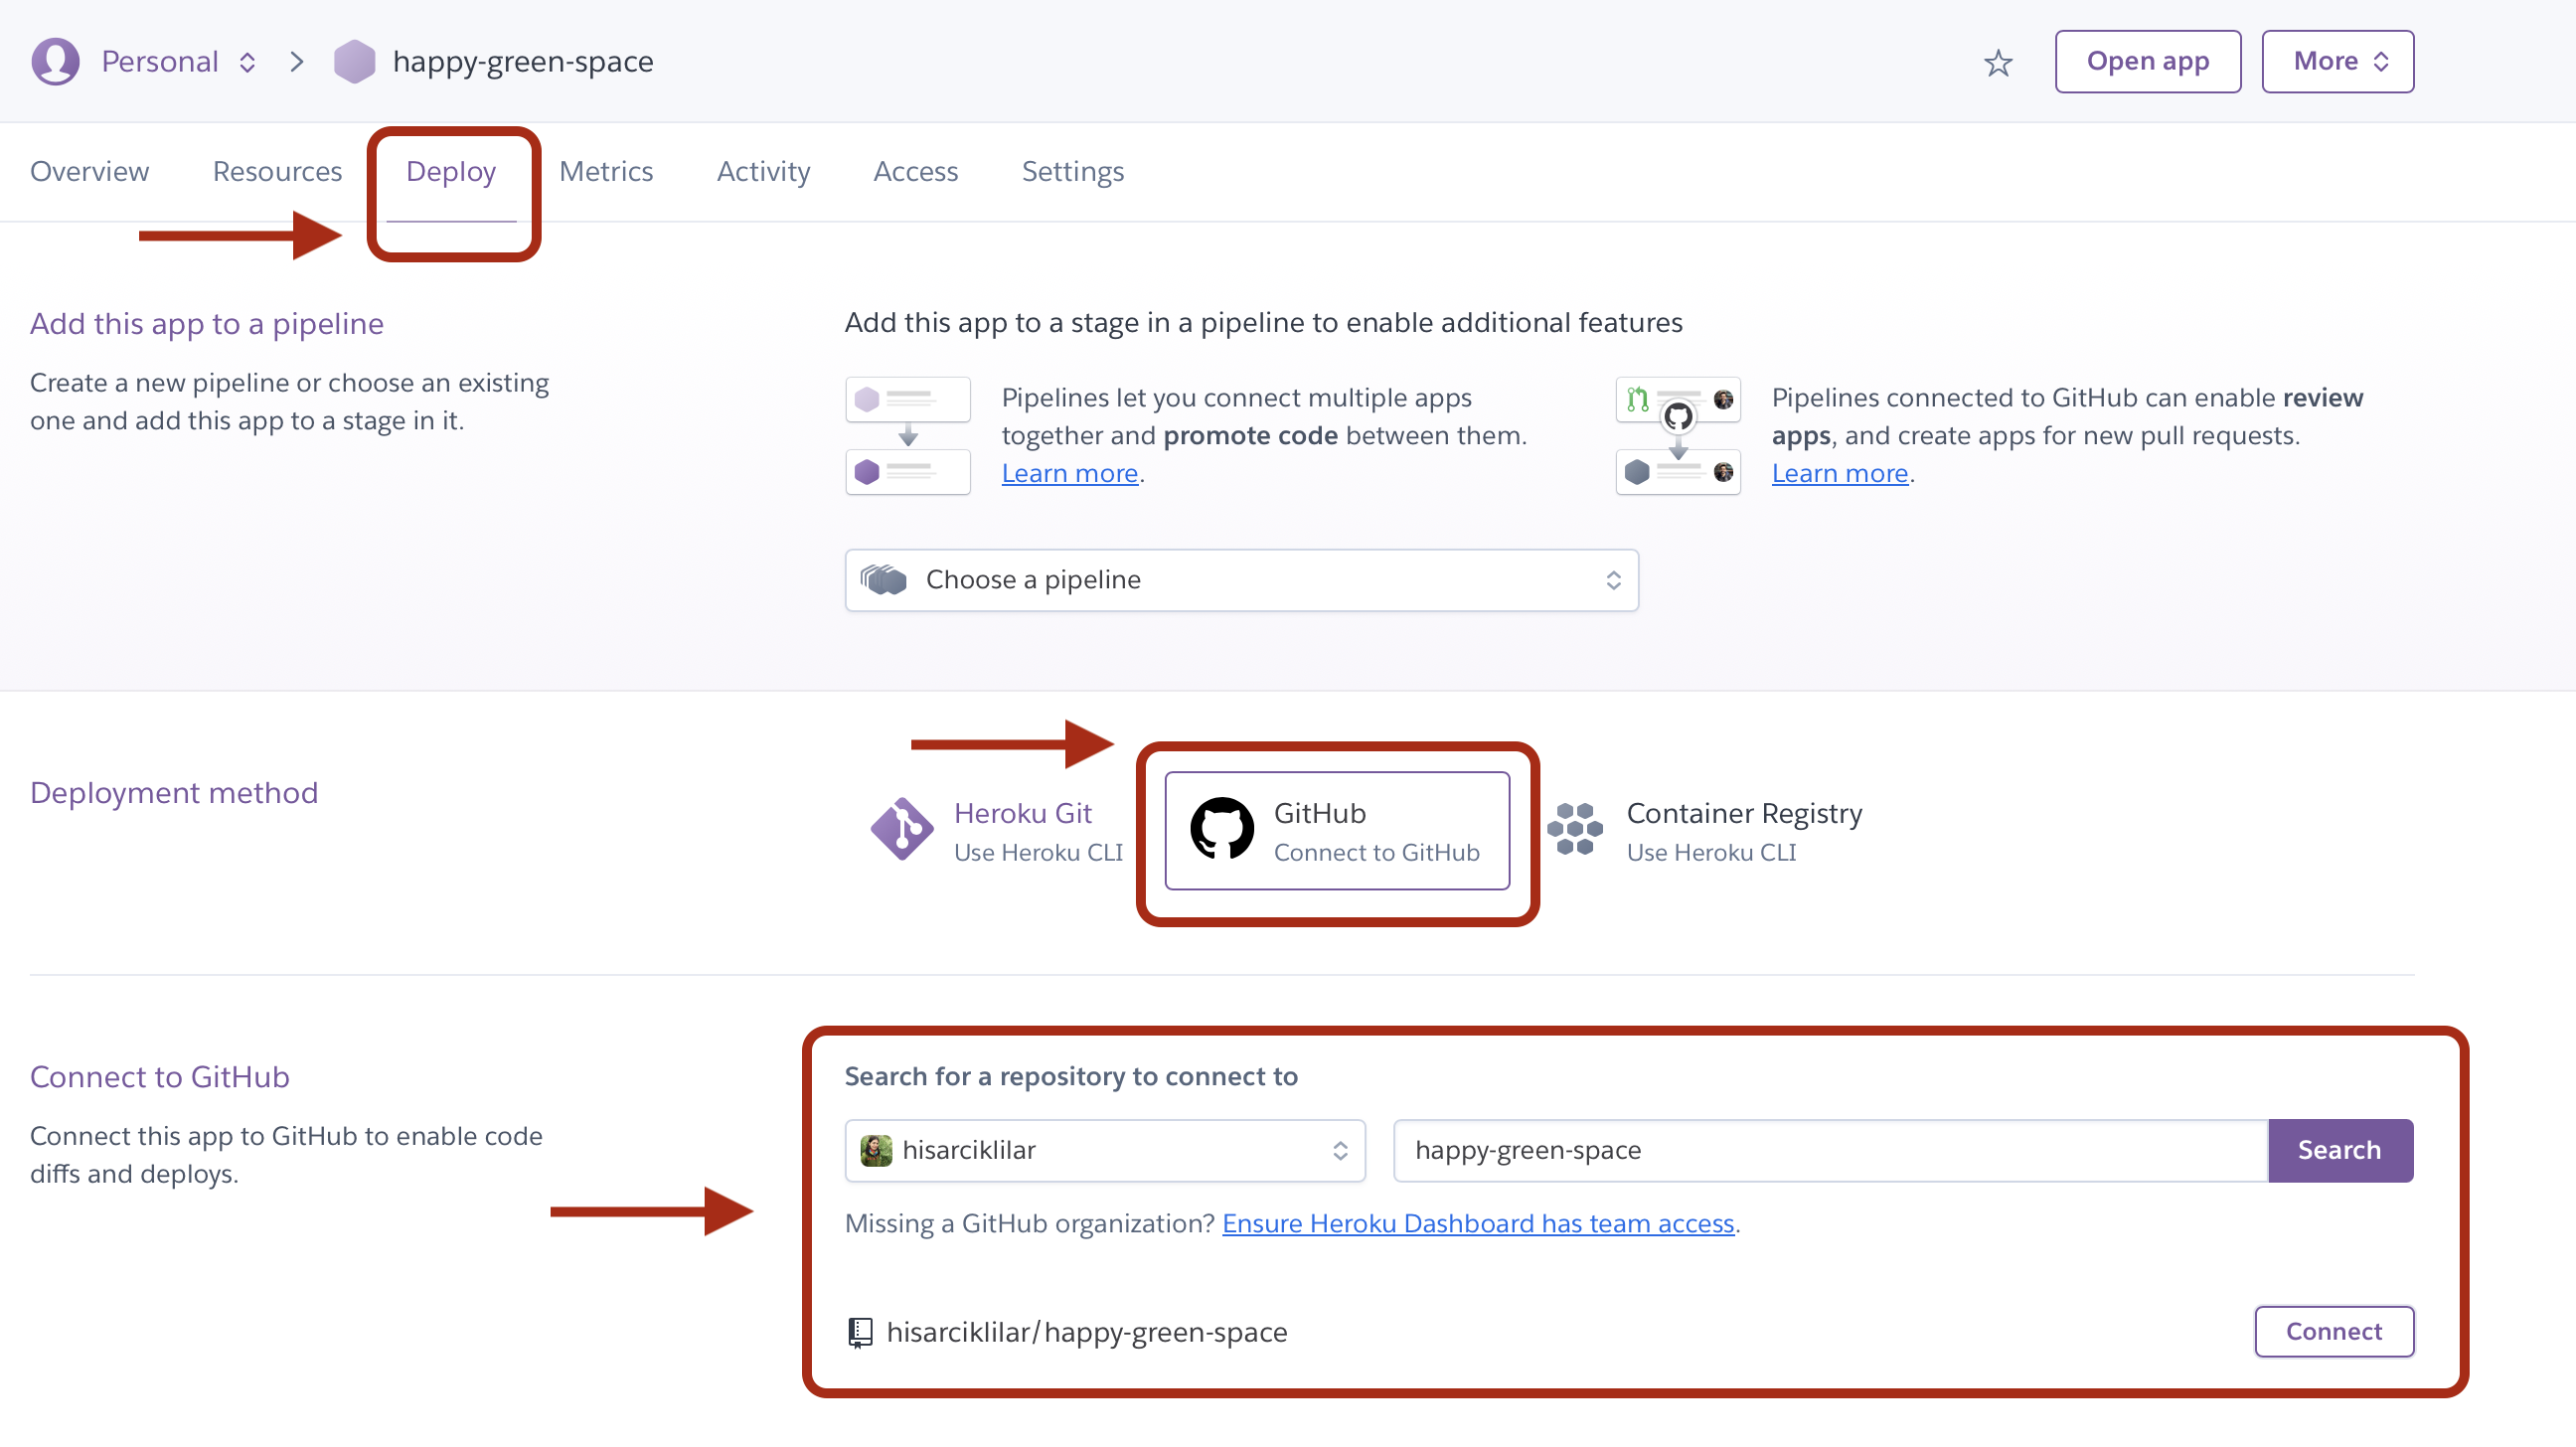 Personal
happy-green-space
Open app
More
Overview
Resources
Deploy
Metrics
Activity
Access
Settings
Add this app to a pipeline
Create a new pipeline or choose an existing
one and add this app to a stage in it.
Add this app to a stage in a pipeline to enable additional features
Pipelines let you connect multiple apps
together and promote code between them.
Learn more.
Pipelines connected to GitHub can enable review
apps, and create apps for new pull requests.
Learn more.
Choose a pipeline
Deployment method
Heroku Git
Use Heroku CLI
GitHub
Connect to GitHub
Container Registry
Use Heroku CLI
Connect to GitHub
Connect this app to GitHub to enable code
diffs and deploys.
Search for a repository to connect to
hisarciklilar
happy-green-space
Search
Missing a GitHub organization? Ensure Heroku Dashboard has team access.
hisarciklilar/happy-green-space
Connect